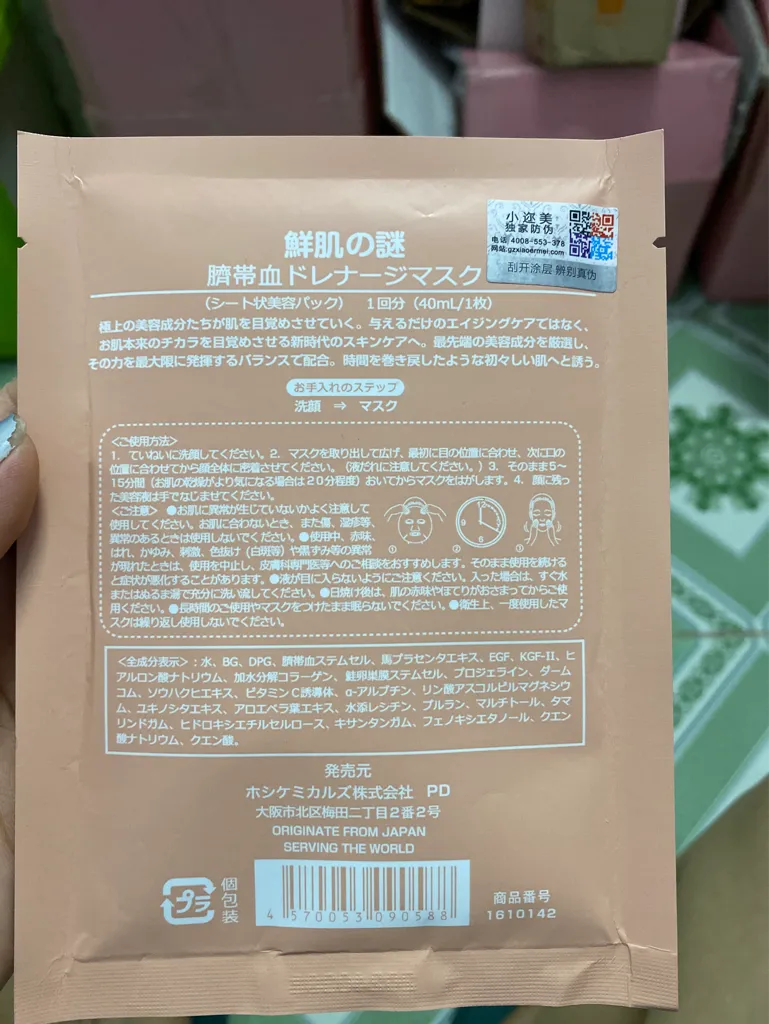 鮮肌の謎
臍帯血ドレナージマスク
小迩美
独家防伪
电话:4008-553-378
网站:gzxiaoermei.com
刮开涂层 辨别真伪
(シート状美容パック) 1回分(40mL/1枚)
極上の美容成分たちが肌を目覚めさせていく。与えるだけのエイジングケアではなく、
お肌本来のチカラを目覚めさせる新時代のスキンケアへ。最先端の美容成分を厳選し、
その力を最大限に発揮するバランスで配合。時間を巻き戻したような初々しい肌へと誘う。
お手入れのステップ
洗顔 ⇒ マスク
<ご使用方法>
1. ていねいに洗顔してください。2. マスクを取り出して広げ、最初に目の位置に合わせ、次に口の
位置に合わせてから顔全体に密着させてください。(液だれに注意してください。) 3. そのまま5~
15分間(お肌の乾燥がより気になる場合は20分程度)おいてからマスクをはがします。4. 顔に残っ
た美容液は手でなじませてください。
<ご注意> ●お肌に異常が生じていないかよく注意して
使用してください。お肌に合わないとき、また傷、湿疹等、
異常のあるときは使用しないでください。●使用中、赤味、
はれ、かゆみ、刺激、色抜け(白斑等)や黒ずみ等の異常
が現れたときは、使用を中止し、皮膚科専門医等へのご相談をおすすめします。そのまま使用を続ける
と症状が悪化することがあります。●液が目に入らないようにご注意ください。入った場合は、すぐ水
またはぬるま湯で充分に洗い流してください。●日焼け後は、肌の赤味やほてりがおさまってからご使
用ください。●長時間のご使用やマスクをつけたまま眠らないでください。●衛生上、一度使用したマ
スクは繰り返し使用しないでください。
① ② ③
<全成分表示>:水、BG、DPG、臍帯血ステムセル、馬プラセンタエキス、EGF、KGF-II、ヒ
アルロン酸ナトリウム、加水分解コラーゲン、鮭卵巣膜ステムセル、プロジェライン、ダーム
コム、ソウハクヒエキス、ビタミンC誘導体、α-アルブチン、リン酸アスコルビルマグネシウ
ム、ユキノシタエキス、アロエベラ葉エキス、水添レシチン、プルラン、マルチトール、タマ
リンドガム、ヒドロキシエチルセルロース、キサンタンガム、フェノキシエタノール、クエン
酸ナトリウム、クエン酸。
発売元
ホシケミカルズ株式会社 PD
大阪市北区梅田二丁目2番2号
ORIGINATE FROM JAPAN
SERVING THE WORLD
プラ
個包装
4 570053 090588
商品番号
1610142